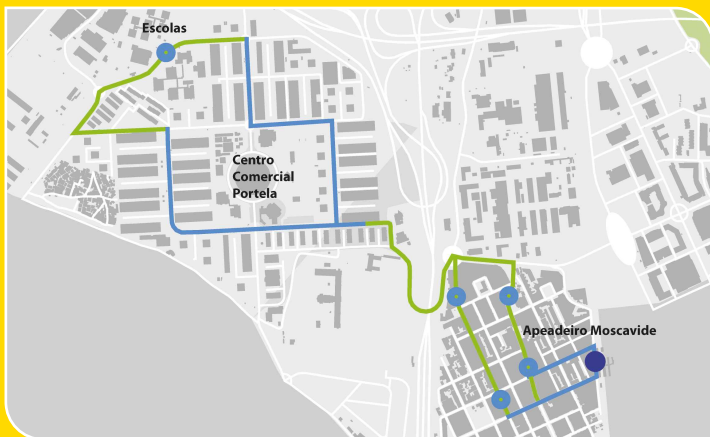 Escolas
Centro
Comercial
Portela
Apeadeiro Moscavide